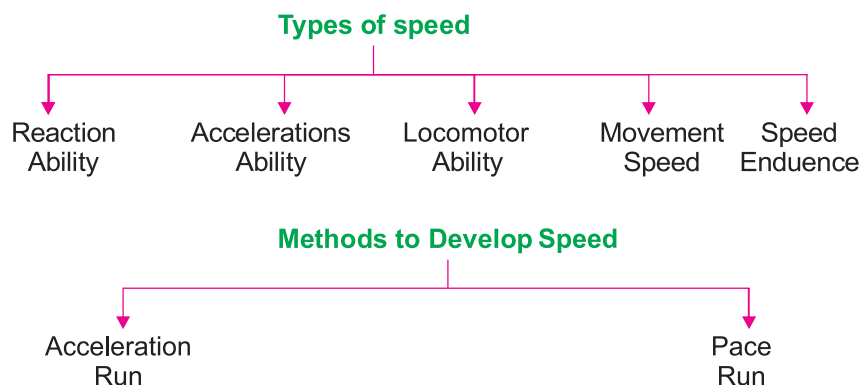 Types of speed
Reaction Ability
Accelerations Ability
Locomotor Ability
Movement Speed
Speed Enduence
Methods to Develop Speed
Acceleration Run
Pace Run